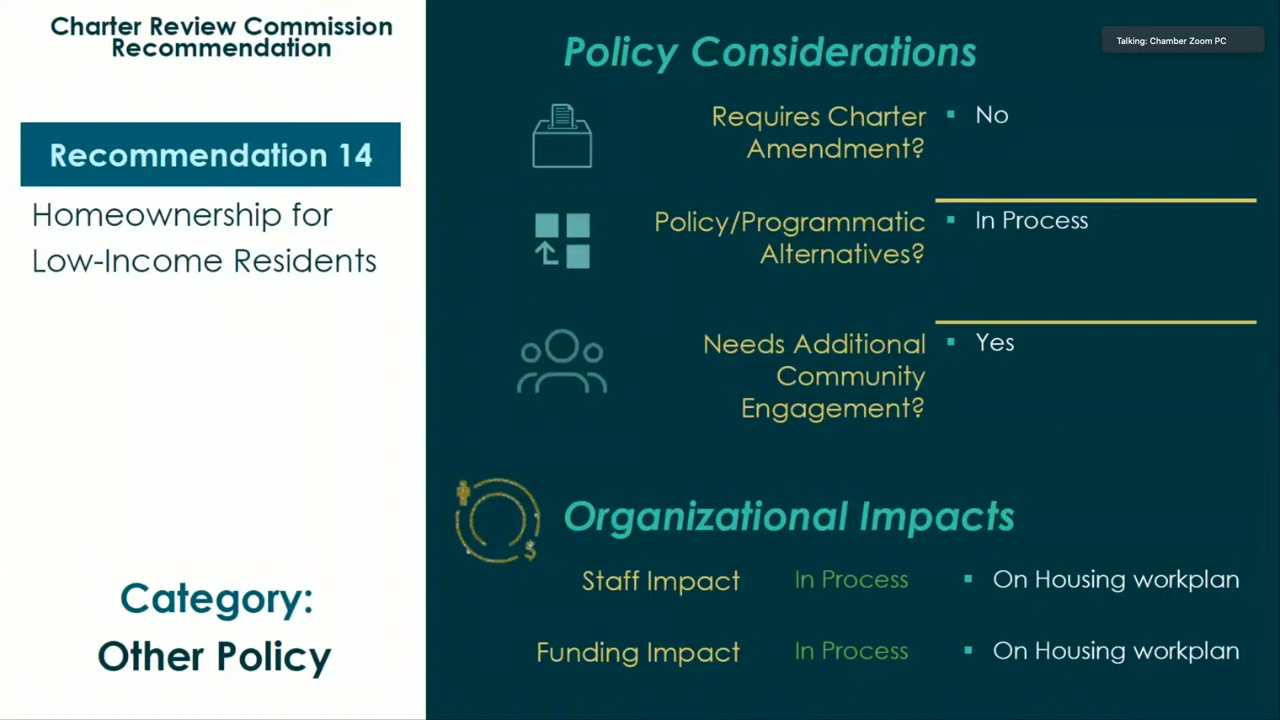 Charter Review Commission
Recommendation
Recommendation 14
Homeownership for
Low-Income Residents
Category:
Other Policy
Policy Considerations
Talking: Chamber Zoom PC
Requires Charter
Amendment?
▪ No
Policy/Programmatic
Alternatives?
▪ In Process
Needs Additional
Community
Engagement?
▪ Yes
$
Organizational Impacts
Staff Impact In Process ▪ On Housing workplan
Funding Impact In Process ▪ On Housing workplan